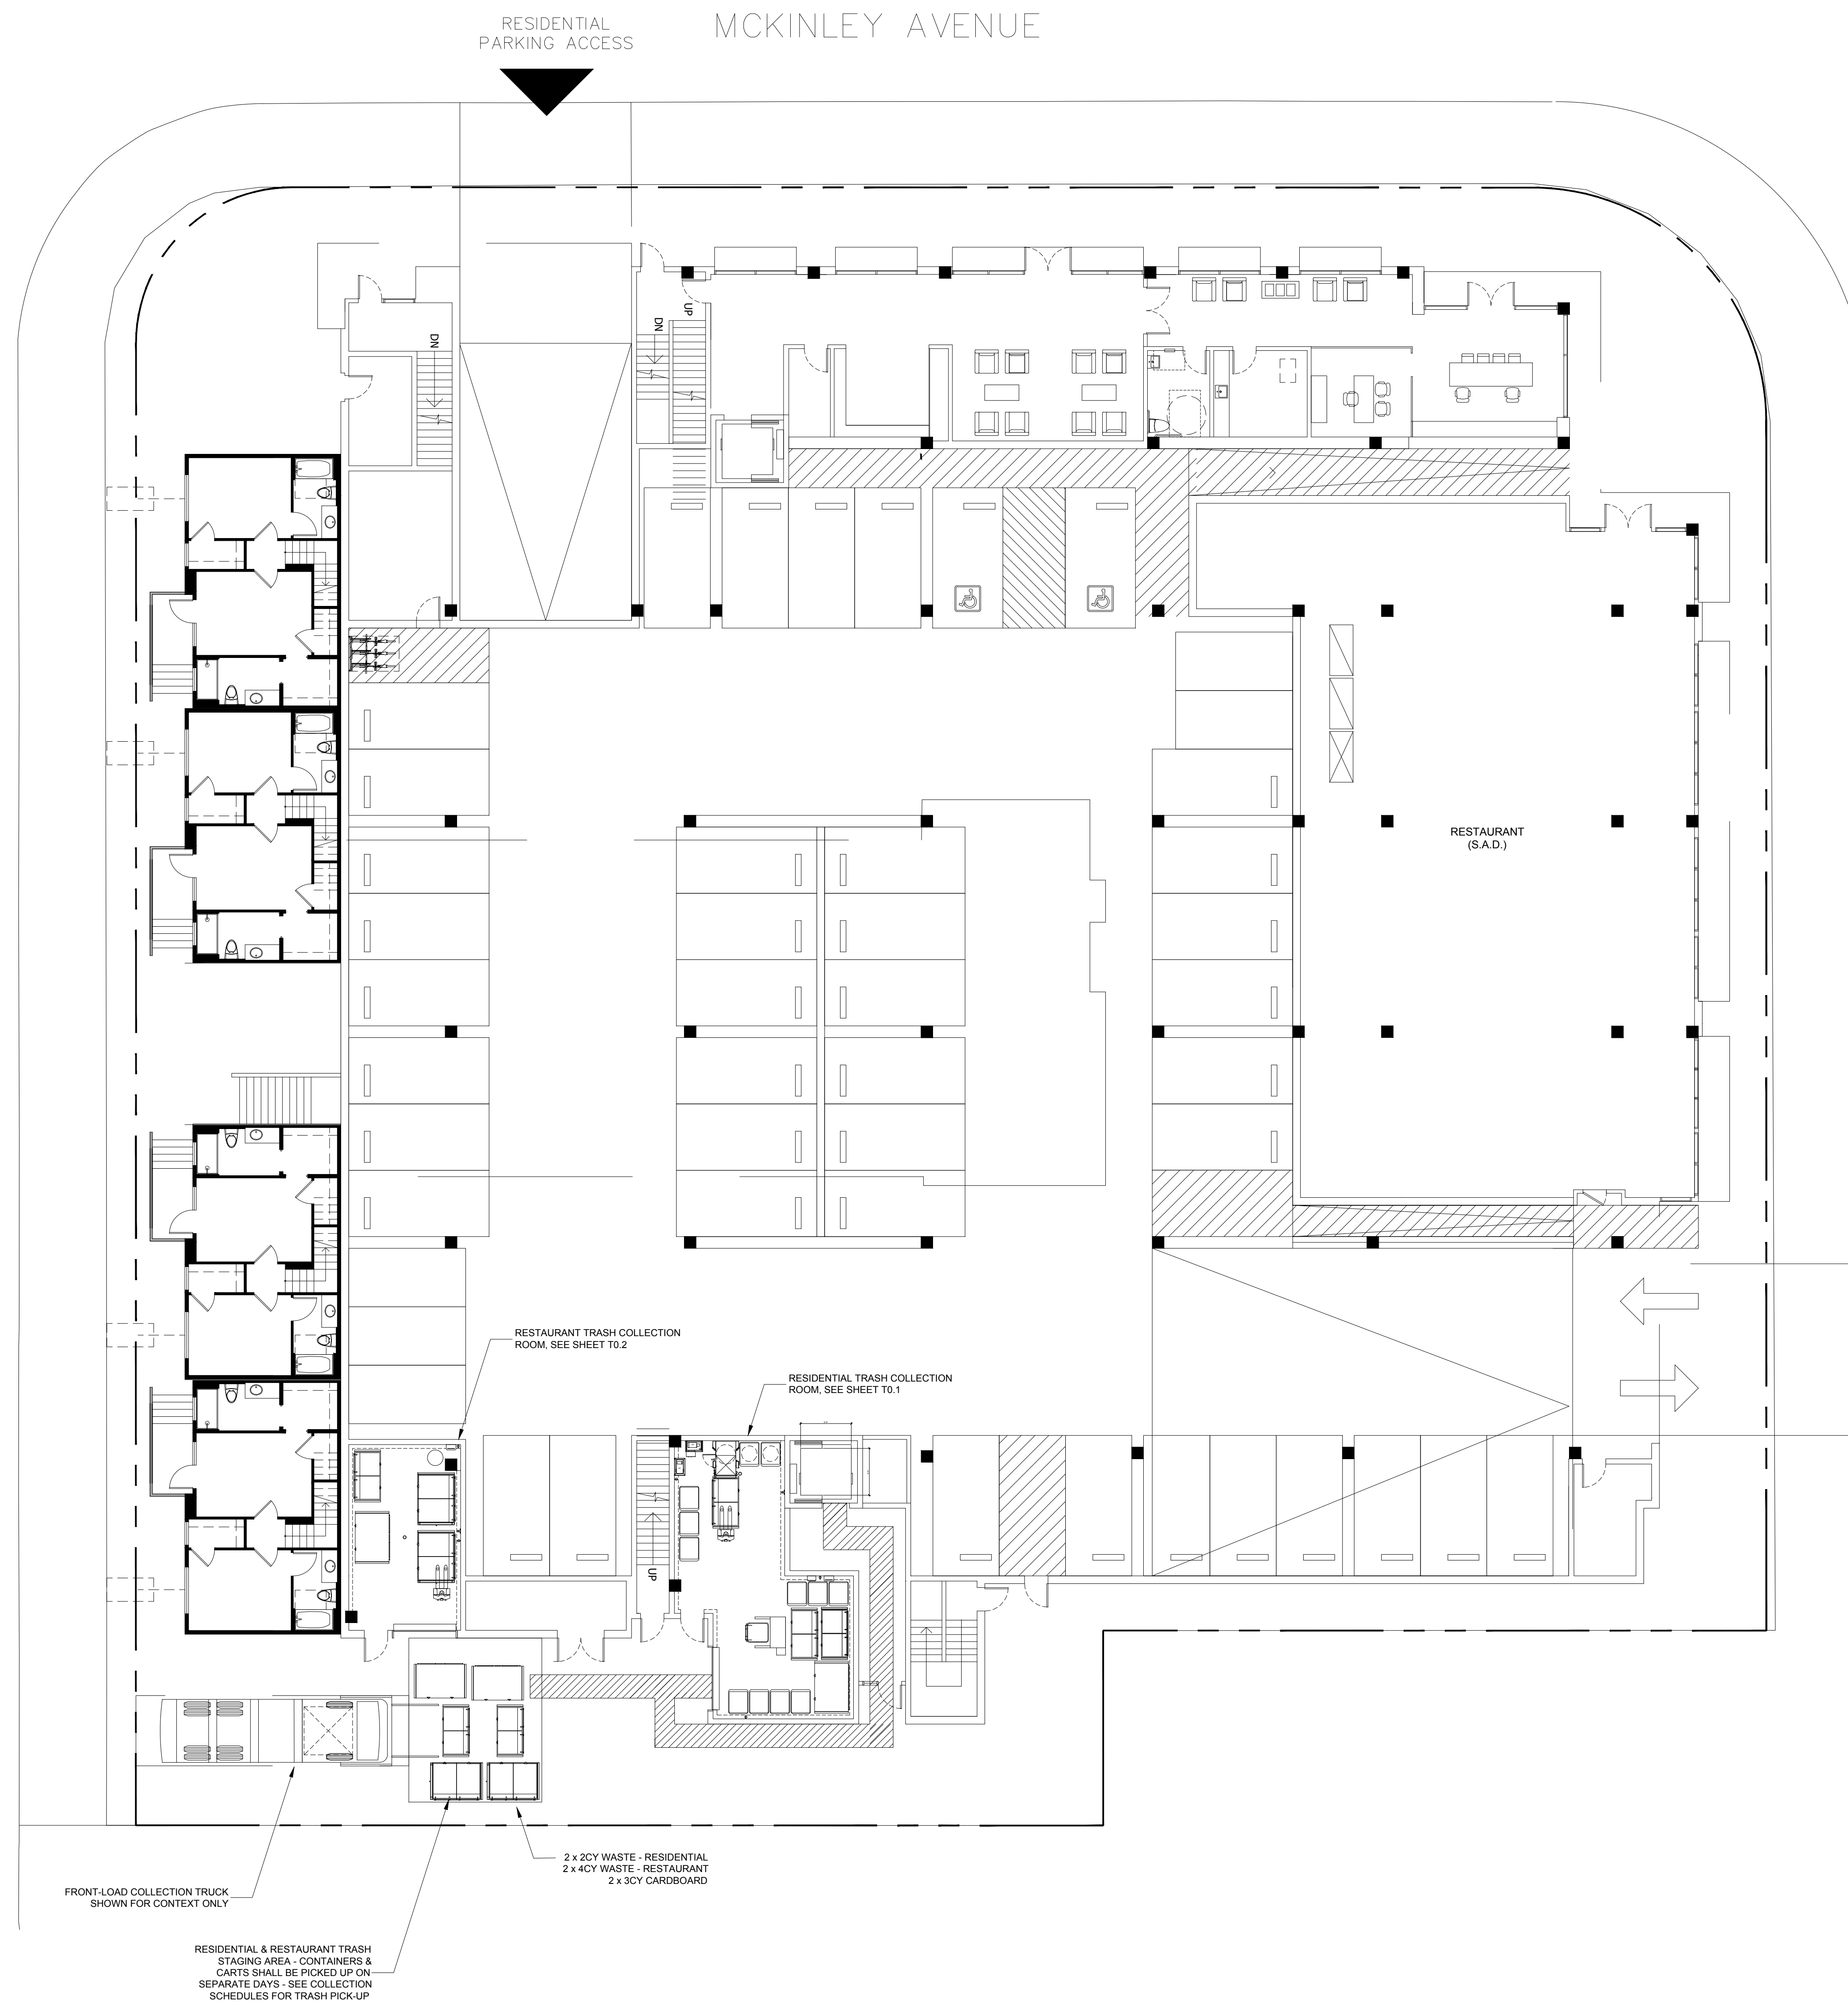 RESIDENTIAL
PARKING ACCESS
MCKINLEY AVENUE
UP
DN
DN
RESTAURANT
(S.A.D.)
RESTAURANT TRASH COLLECTION
ROOM, SEE SHEET T0.2
RESIDENTIAL TRASH COLLECTION
ROOM, SEE SHEET T0.1
UP
2 x 2CY WASTE - RESIDENTIAL
2 x 4CY WASTE - RESTAURANT
2 x 3CY CARDBOARD
FRONT-LOAD COLLECTION TRUCK
SHOWN FOR CONTEXT ONLY
RESIDENTIAL & RESTAURANT TRASH
STAGING AREA - CONTAINERS &
CARTS SHALL BE PICKED UP ON
SEPARATE DAYS - SEE COLLECTION
SCHEDULES FOR TRASH PICK-UP